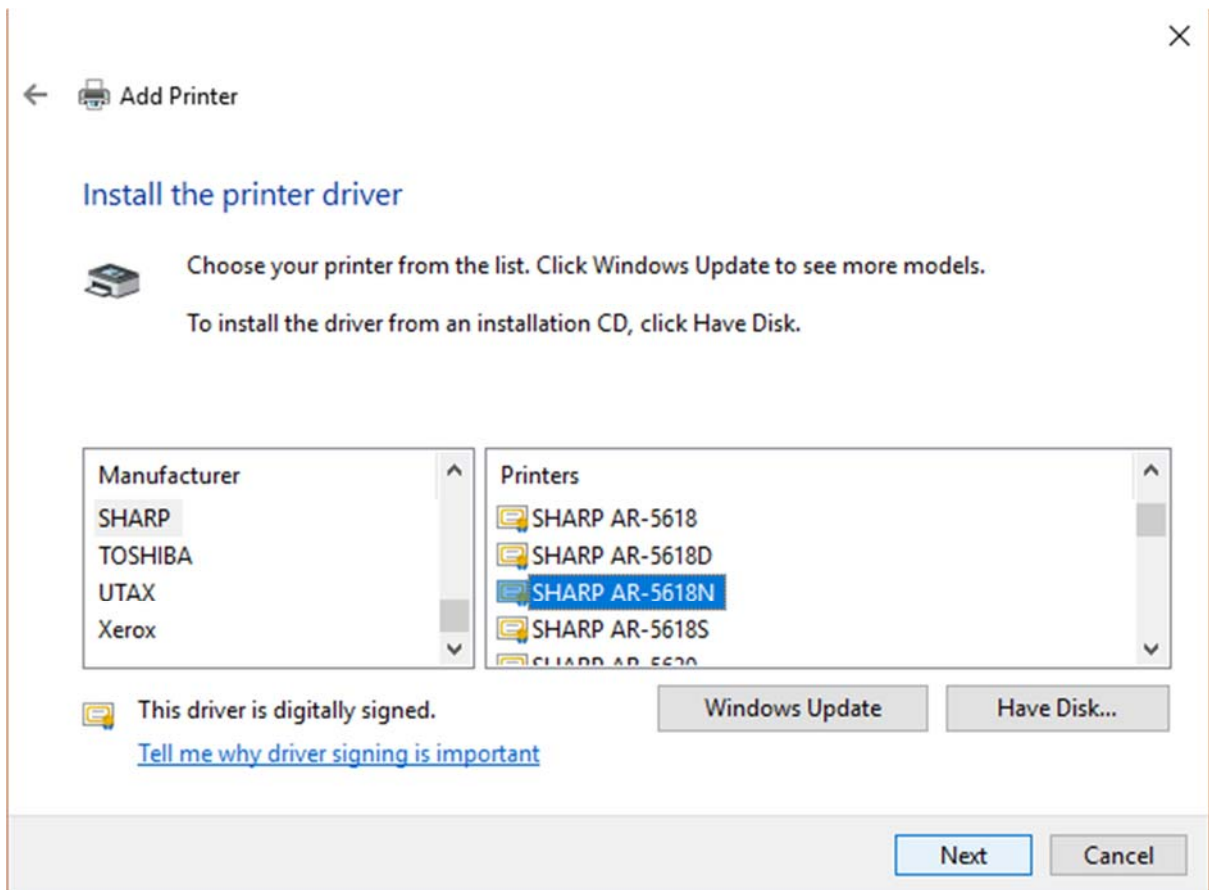 Add Printer
Install the printer driver
Choose your printer from the list. Click Windows Update to see more models.
To install the driver from an installation CD, click Have Disk.
Manufacturer
SHARP
TOSHIBA
UTAX
Xerox
Printers
SHARP AR-5618
SHARP AR-5618D
SHARP AR-5618N
SHARP AR-5618S
SHARP AR-5620
This driver is digitally signed.
Tell me why driver signing is important
Windows Update
Have Disk...
Next
Cancel